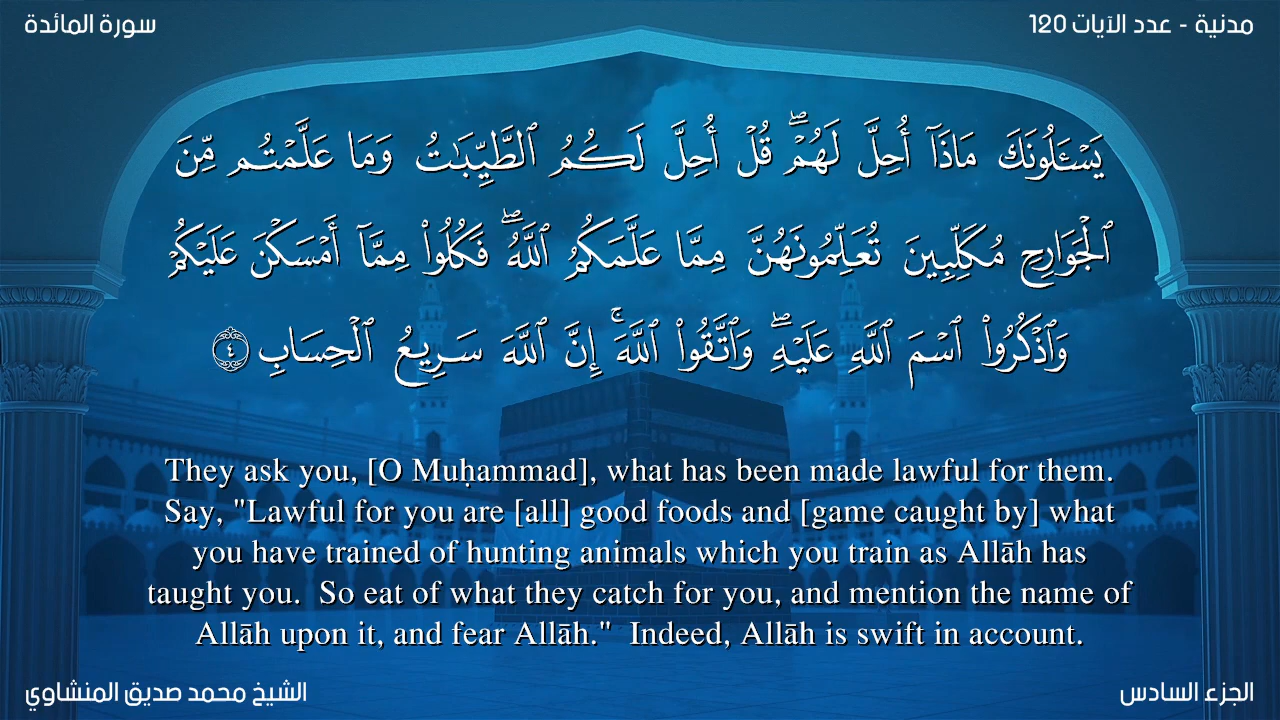 سورة المائدة
مدنية - عدد الآيات 120
يَسْـَٔلُونَكَ مَاذَآ أُحِلَّ لَهُمْ ۖ قُلْ أُحِلَّ لَكُمُ ٱلطَّيِّبَـٰتُ وَمَا عَلَّمْتُم مِّنَ
ٱلْجَوَارِحِ مُكَلِّبِينَ تُعَلِّمُونَهُنَّ مِمَّا عَلَّمَكُمُ ٱللَّهُ ۖ فَكُلُوا۟ مِمَّآ أَمْسَكْنَ عَلَيْكُمْ
وَٱذْكُرُوا۟ ٱسْمَ ٱللَّهِ عَلَيْهِ ۖ وَٱتَّقُوا۟ ٱللَّهَ ۚ إِنَّ ٱللَّهَ سَرِيعُ ٱلْحِسَابِ ٤
They ask you, [O Muḥammad], what has been made lawful for them.
Say, "Lawful for you are [all] good foods and [game caught by] what
you have trained of hunting animals which you train as Allāh has
taught you.  So eat of what they catch for you, and mention the name of
Allāh upon it, and fear Allāh."  Indeed, Allāh is swift in account.
الشيخ محمد صديق المنشاوي
الجزء السادس